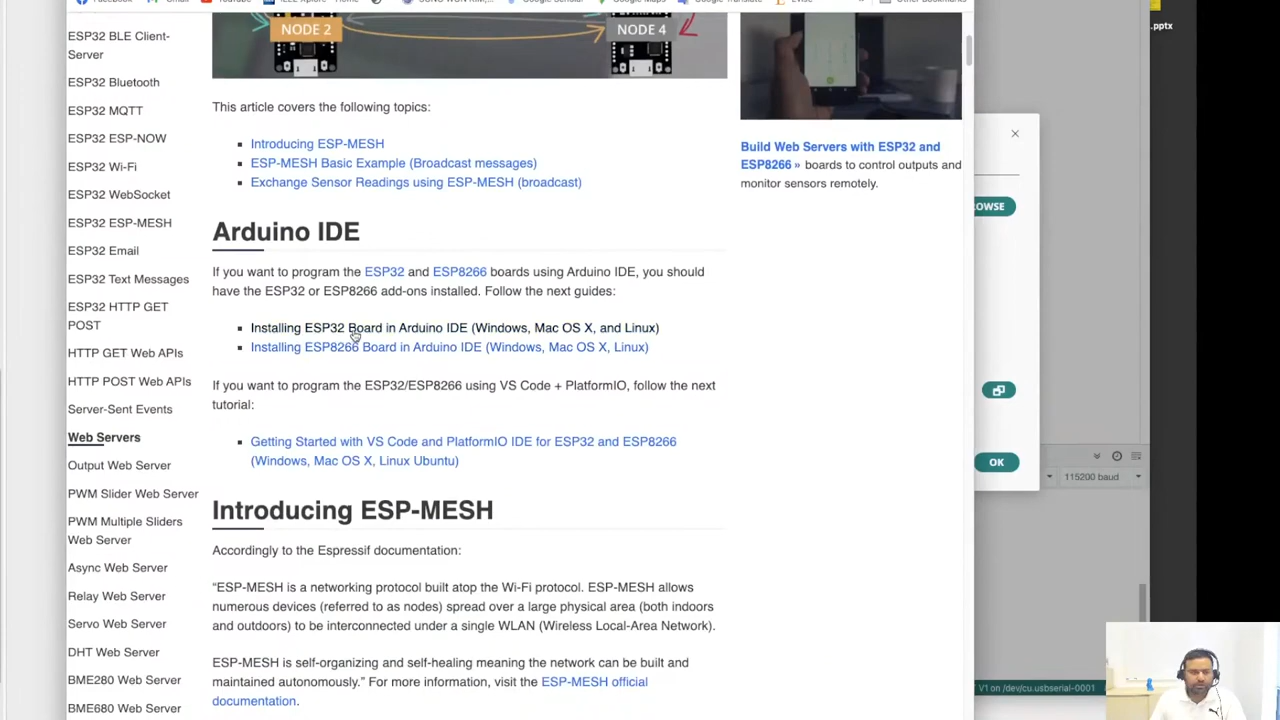 ESP32 BLE Client-
Server
ESP32 Bluetooth
ESP32 MQTT
ESP32 ESP-NOW
ESP32 Wi-Fi
ESP32 WebSocket
ESP32 ESP-MESH
ESP32 Email
ESP32 Text Messages
ESP32 HTTP GET
POST
HTTP GET Web APIs
HTTP POST Web APIs
Server-Sent Events
Web Servers
Output Web Server
PWM Slider Web Server
PWM Multiple Sliders
Web Server
Async Web Server
Relay Web Server
Servo Web Server
DHT Web Server
BME280 Web Server
BME680 Web Server
NODE 2
NODE 4
This article covers the following topics:
Introducing ESP-MESH
ESP-MESH Basic Example (Broadcast messages)
Exchange Sensor Readings using ESP-MESH (broadcast)
Arduino IDE
If you want to program the ESP32 and ESP8266 boards using Arduino IDE, you should
have the ESP32 or ESP8266 add-ons installed. Follow the next guides:
Installing ESP32 Board in Arduino IDE (Windows, Mac OS X, and Linux)
Installing ESP8266 Board in Arduino IDE (Windows, Mac OS X, Linux)
If you want to program the ESP32/ESP8266 using VS Code + PlatformIO, follow the next
tutorial:
Getting Started with VS Code and PlatformIO IDE for ESP32 and ESP8266
(Windows, Mac OS X, Linux Ubuntu)
Introducing ESP-MESH
Accordingly to the Espressif documentation:
“ESP-MESH is a networking protocol built atop the Wi-Fi protocol. ESP-MESH allows
numerous devices (referred to as nodes) spread over a large physical area (both indoors
and outdoors) to be interconnected under a single WLAN (Wireless Local-Area Network).
ESP-MESH is self-organizing and self-healing meaning the network can be built and
maintained autonomously.” For more information, visit the ESP-MESH official
documentation.
Build Web Servers with ESP32 and
ESP8266 » boards to control outputs and
monitor sensors remotely.
.pptx
OWSE
OK
115200 baud
V1 on /dev/cu.usbserial-0001